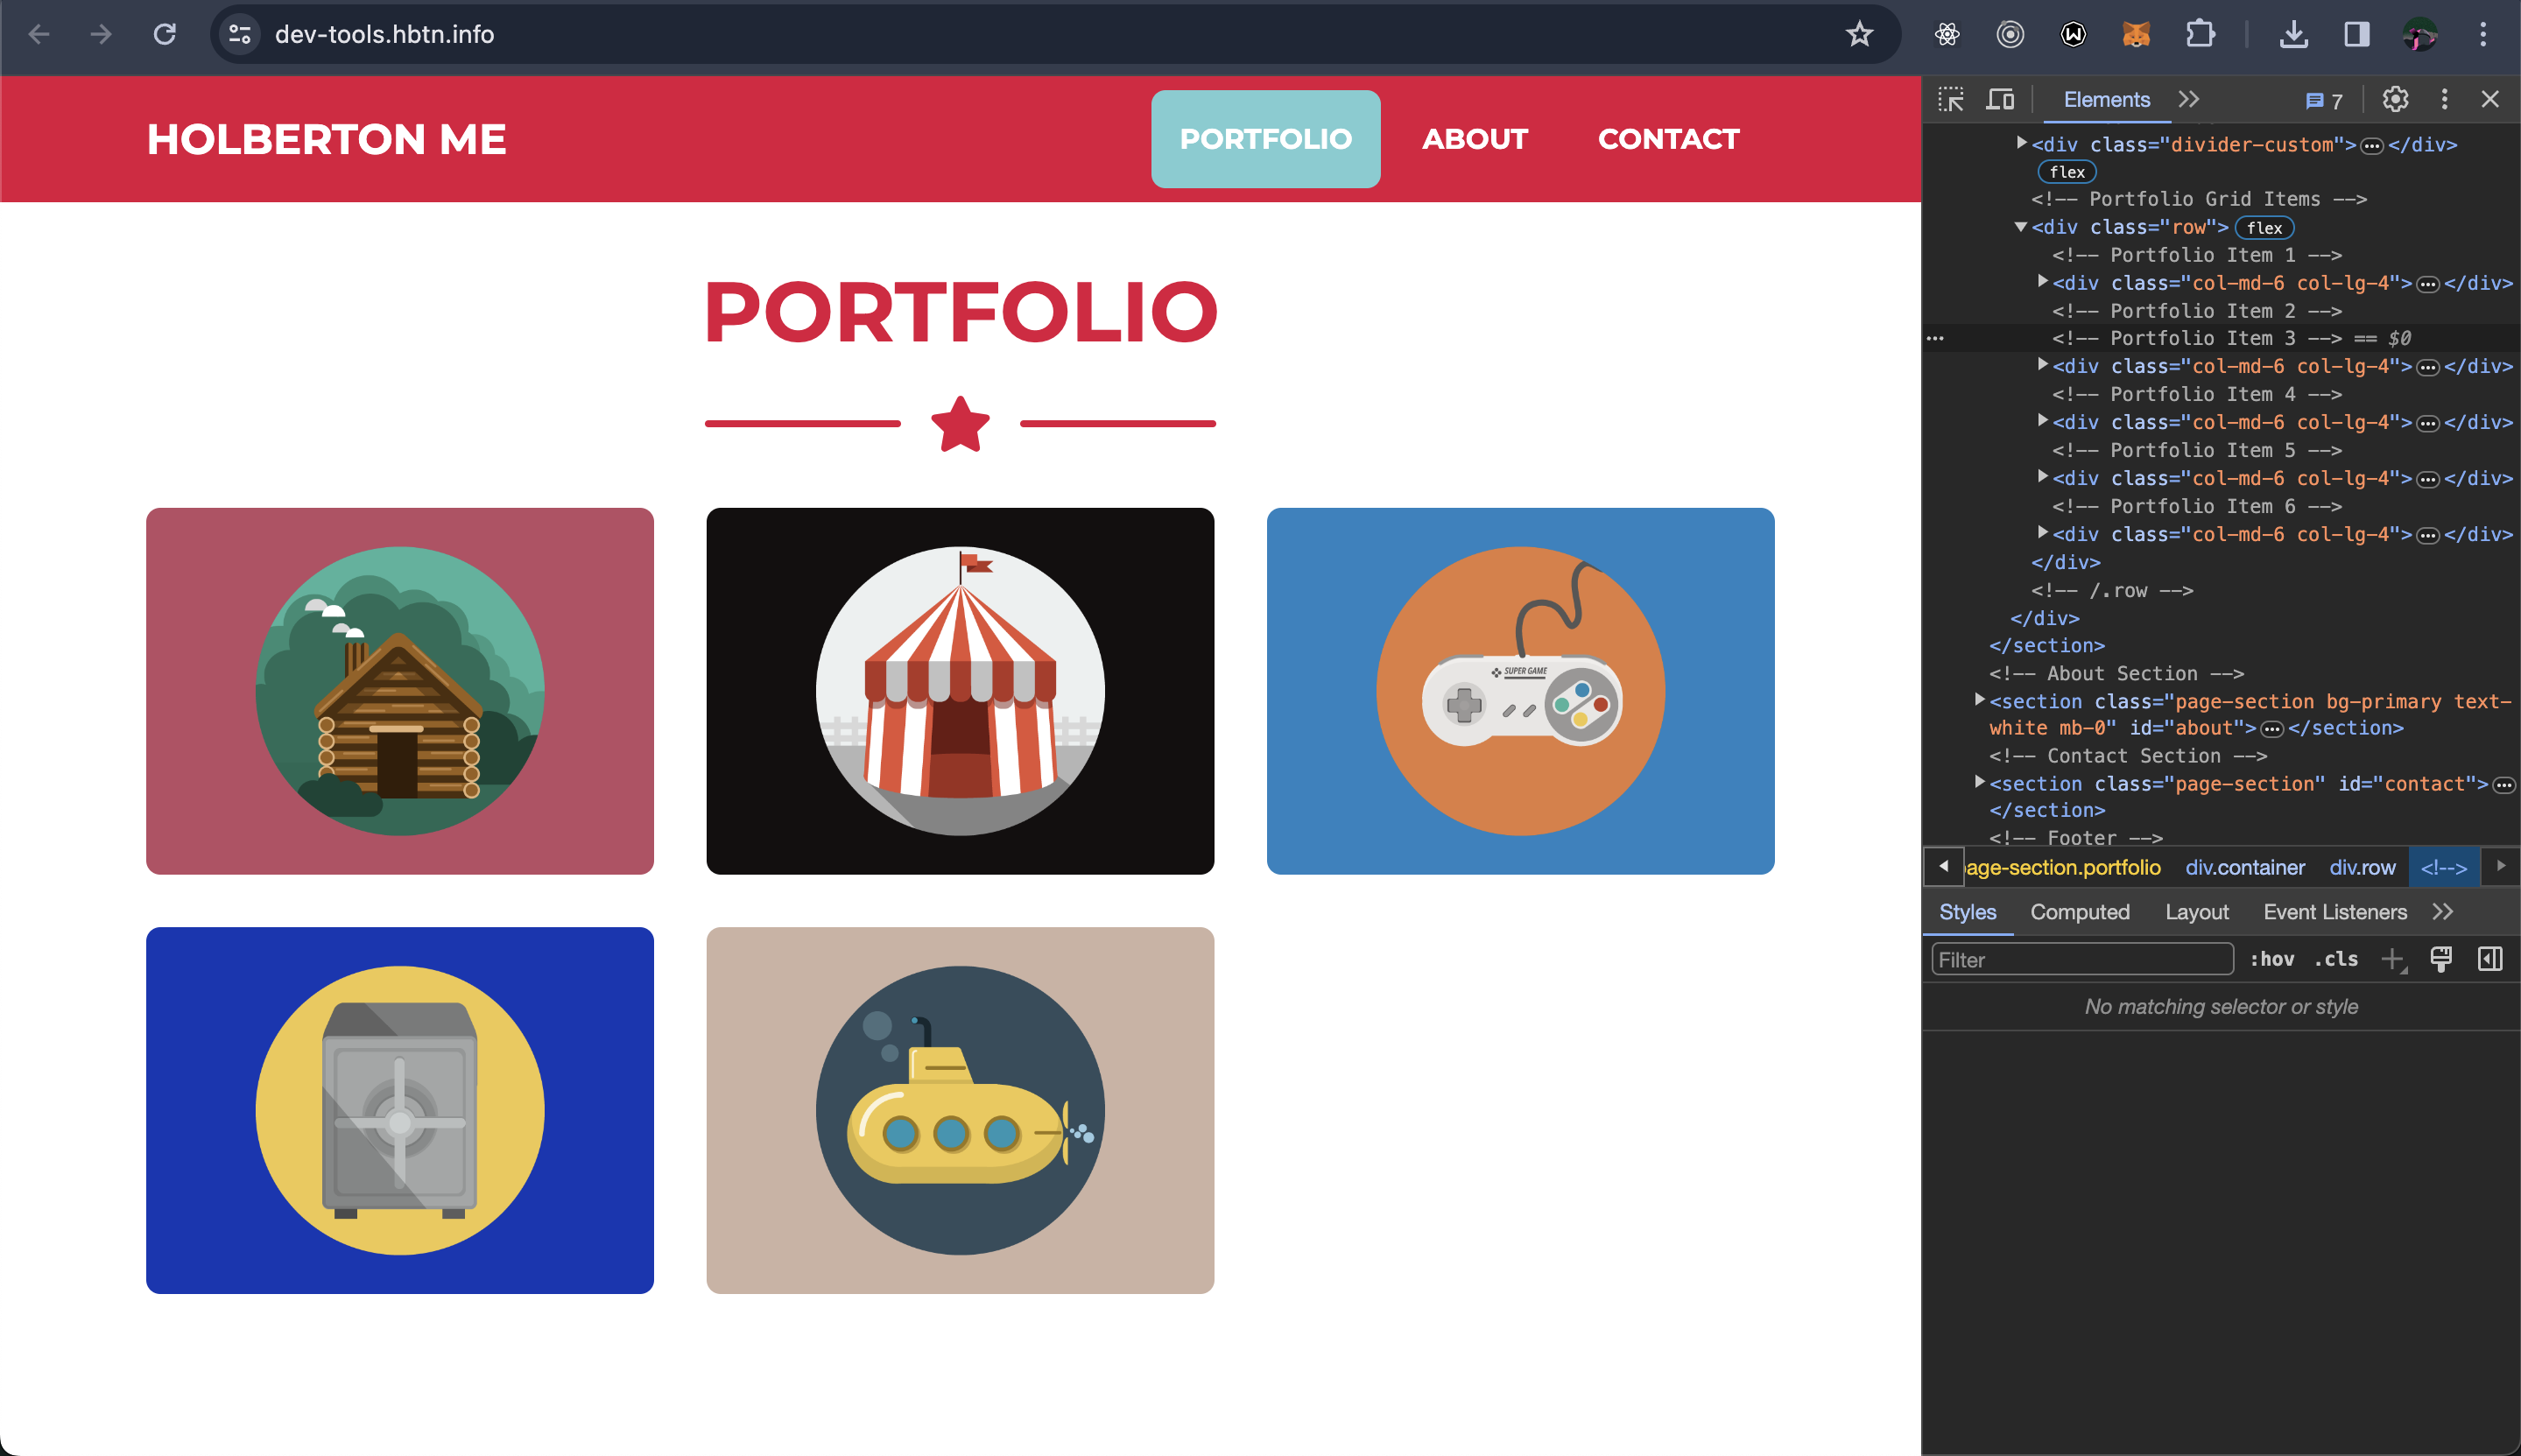 dev-tools.hbtn.info
HOLBERTON ME
PORTFOLIO
ABOUT
CONTACT
PORTFOLIO
SUPER GAME
Elements
7
<div class="divider-custom"></div>
flex
<!-- Portfolio Grid Items -->
<div class="row"> flex
<!-- Portfolio Item 1 -->
<div class="col-md-6 col-lg-4"></div>
<!-- Portfolio Item 2 -->
<!-- Portfolio Item 3 --> == $0
<div class="col-md-6 col-lg-4"></div>
<!-- Portfolio Item 4 -->
<div class="col-md-6 col-lg-4"></div>
<!-- Portfolio Item 5 -->
<div class="col-md-6 col-lg-4"></div>
<!-- Portfolio Item 6 -->
<div class="col-md-6 col-lg-4"></div>
</div>
<!-- /.row -->
</div>
</section>
<!-- About Section -->
<section class="page-section bg-primary text-
white mb-0" id="about"></section>
<!-- Contact Section -->
<section class="page-section" id="contact">
</section>
<!-- Footer -->
age-section.portfolio div.container div.row <!-->
Styles Computed Layout Event Listeners
Filter :hov .cls
No matching selector or style